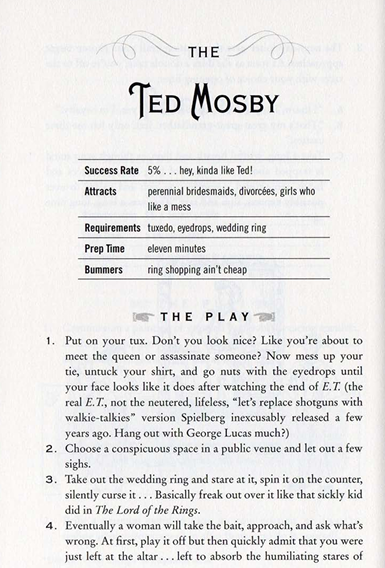 THE
TED MOSBY
Success Rate 5% . . . hey, kinda like Ted!
Attracts perennial bridesmaids, divorcées, girls who
like a mess
Requirements tuxedo, eyedrops, wedding ring
Prep Time eleven minutes
Bummers ring shopping ain't cheap
THE PLAY
1. Put on your tux. Don't you look nice? Like you're about to
meet the queen or assassinate someone? Now mess up your
tie, untuck your shirt, and go nuts with the eyedrops until
your face looks like it does after watching the end of E.T. (the
real E.T., not the neutered, lifeless, "let's replace shotguns with
walkie-talkies" version Spielberg inexcusably released a few
years ago. Hang out with George Lucas much?)
2. Choose a conspicuous space in a public venue and let out a few
sighs.
3. Take out the wedding ring and stare at it, spin it on the counter,
silently curse it . . . Basically freak out over it like that sickly kid
did in The Lord of the Rings.
4. Eventually a woman will take the bait, approach, and ask what's
wrong. At first, play it off but then quickly admit that you were
just left at the altar . . . left to absorb the humiliating stares of